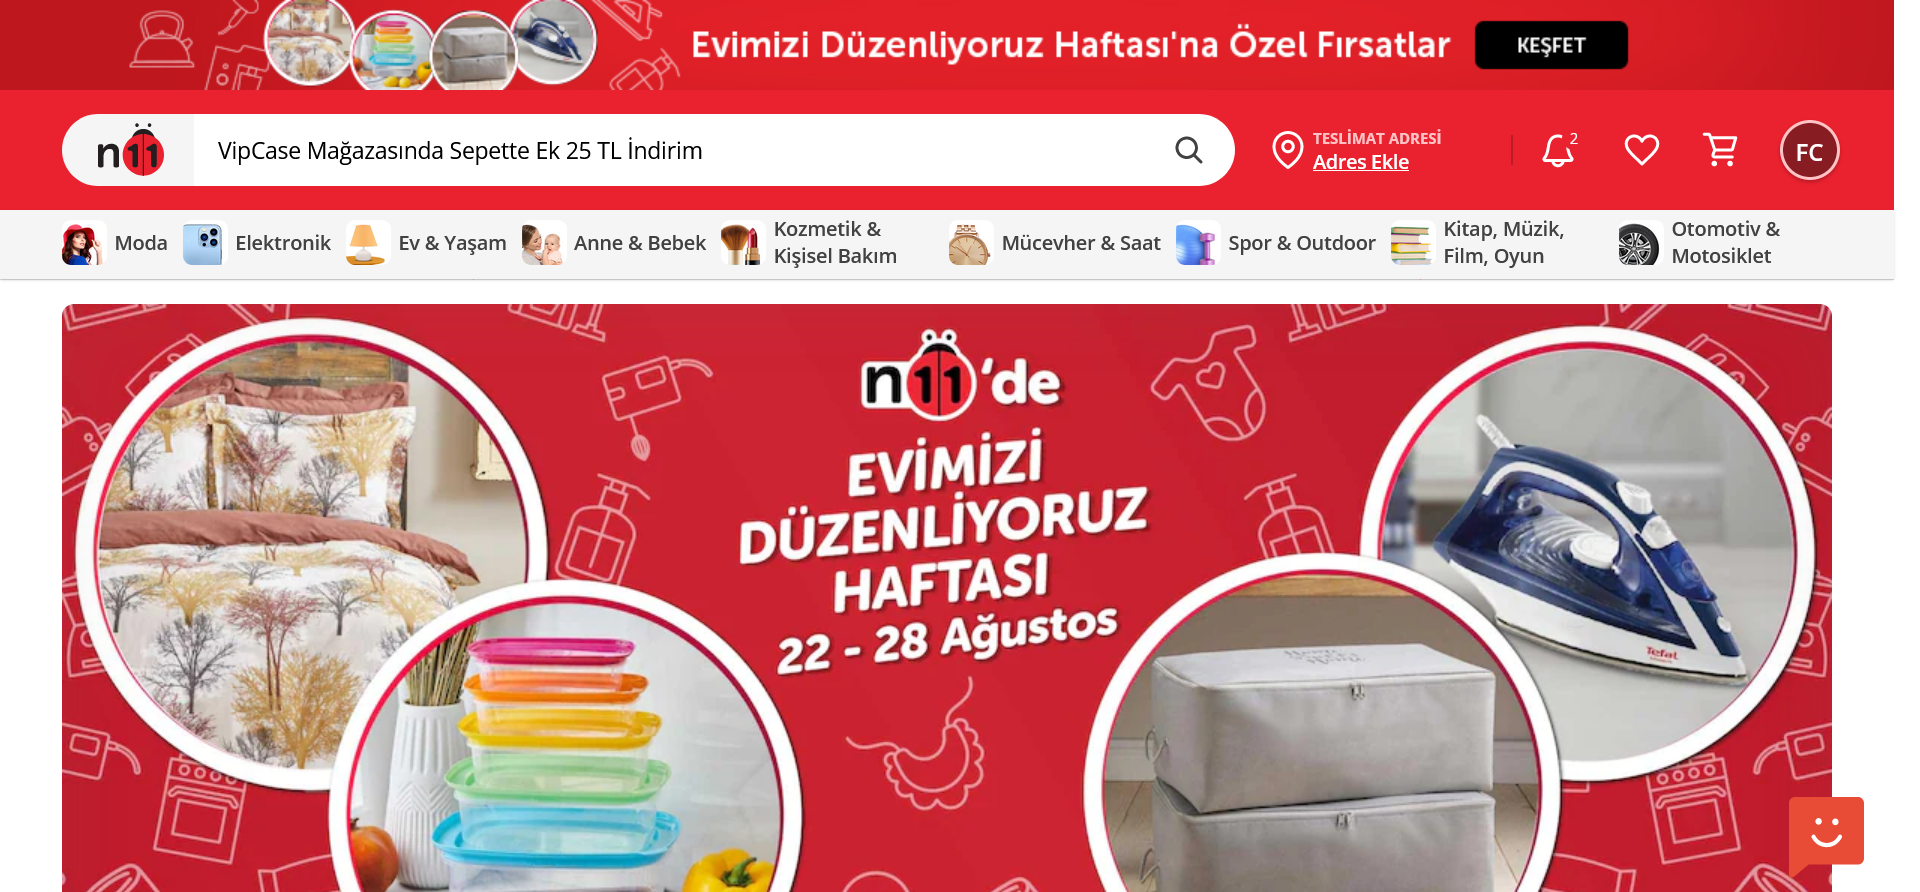 Evimizi Düzenliyoruz Haftası'na Özel Fırsatlar
KEŞFET
n11
VipCase Mağazasında Sepette Ek 25 TL İndirim
TESLİMAT ADRESİ
Adres Ekle
2
FC
Moda
Elektronik
Ev & Yaşam
Anne & Bebek
Kozmetik &
Kişisel Bakım
Mücevher & Saat
Spor & Outdoor
Kitap, Müzik,
Film, Oyun
Otomotiv &
Motosiklet
n11'de
EVİMİZİ
DÜZENLİYORUZ
HAFTASI
22 - 28 Ağustos
Tefal